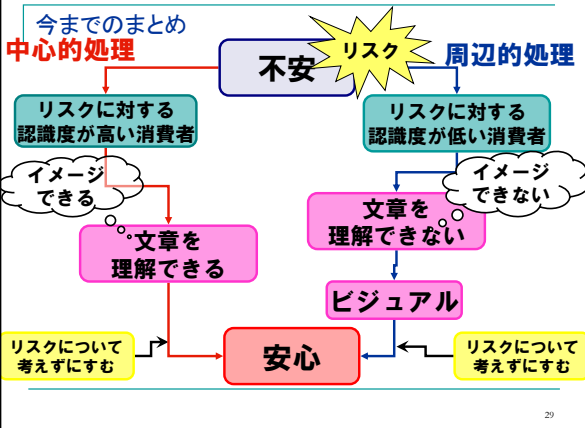 今までのまとめ
中心的処理
不安
リスク
周辺的処理
リスクに対する
認識度が高い消費者
リスクに対する
認識度が低い消費者
イメージ
できる
イメージ
できない
文章を
理解できる
文章を
理解できない
ビジュアル
リスクについて
考えずにすむ
安心
リスクについて
考えずにすむ
29